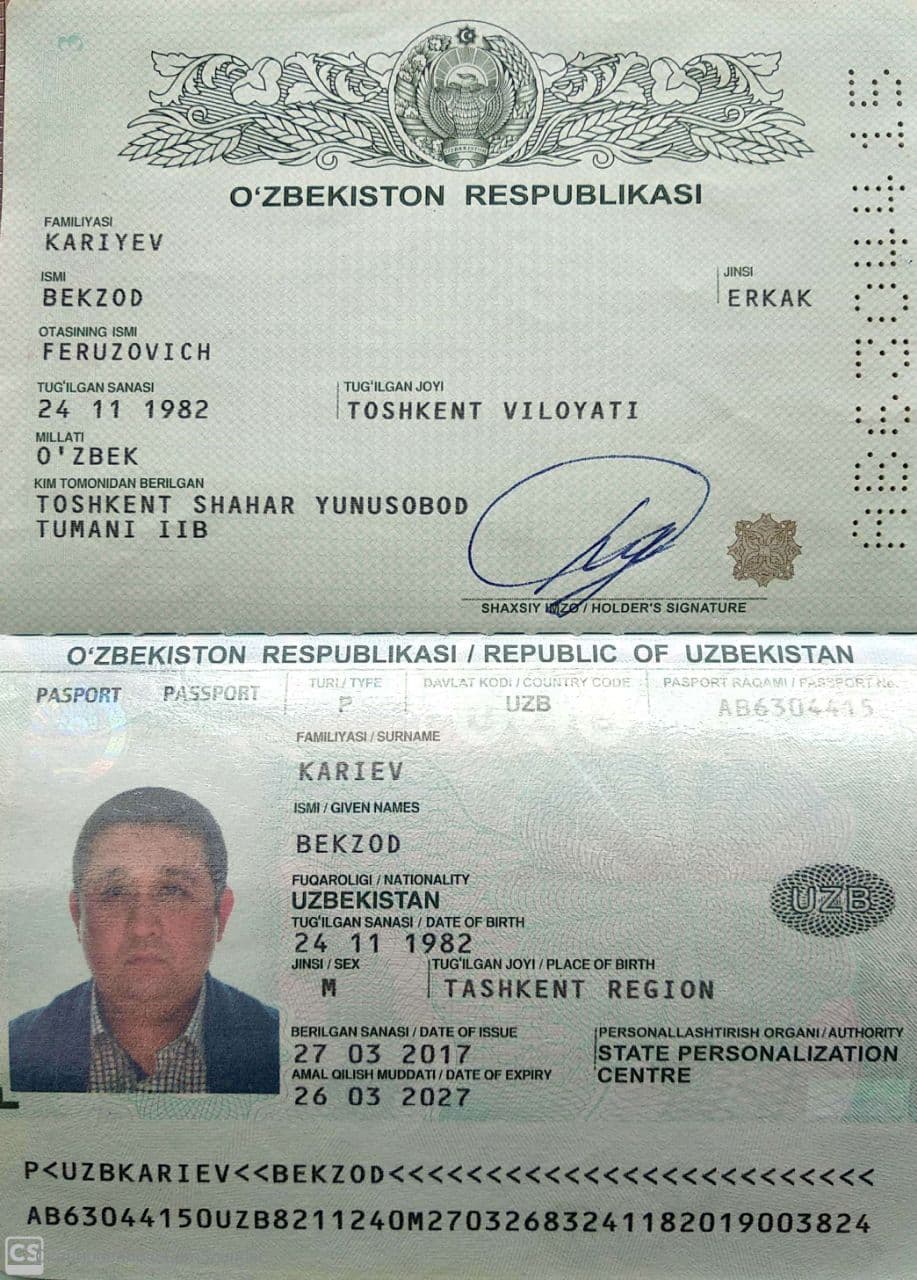 O'ZBEKISTON RESPUBLIKASI
FAMILIYASI
KARIYEV
ISMI
BEKZOD
JINSI
ERKAK
OTASINING ISMI
FERUZOVICH
TUG'ILGAN SANASI
24 11 1982
TUG'ILGAN JOYI
TOSHKENT VILOYATI
MILLATI
O'ZBEK
KIM TOMONIDAN BERILGAN
TOSHKENT SHAHAR YUNUSOBOD
TUMANI IIB
SHAXSIY IMZO / HOLDER'S SIGNATURE
AB6304415
O'ZBEKISTON RESPUBLIKASI / REPUBLIC OF UZBEKISTAN
PASPORT PASSPORT
TURI / TYPE
P
DAVLAT KODI / COUNTRY CODE
UZB
PASPORT RAQAMI / PASSPORT No.
AB6304415
FAMILIYASI / SURNAME
KARIEV
ISMI / GIVEN NAMES
BEKZOD
FUQAROLIGI / NATIONALITY
UZBEKISTAN
UZB
TUG'ILGAN SANASI / DATE OF BIRTH
24 11 1982
JINSI / SEX
M
TUG'ILGAN JOYI / PLACE OF BIRTH
TASHKENT REGION
BERILGAN SANASI / DATE OF ISSUE
27 03 2017
PERSONALLASHTIRISH ORGANI / AUTHORITY
STATE PERSONALIZATION
CENTRE
AMAL QILISH MUDDATI / DATE OF EXPIRY
26 03 2027
P<UZBKARIEV<<BEKZOD<<<<<<<<<<<<<<<<<<<<<<<<<
AB63044150UZB8211240M27032683241182019003824
CS